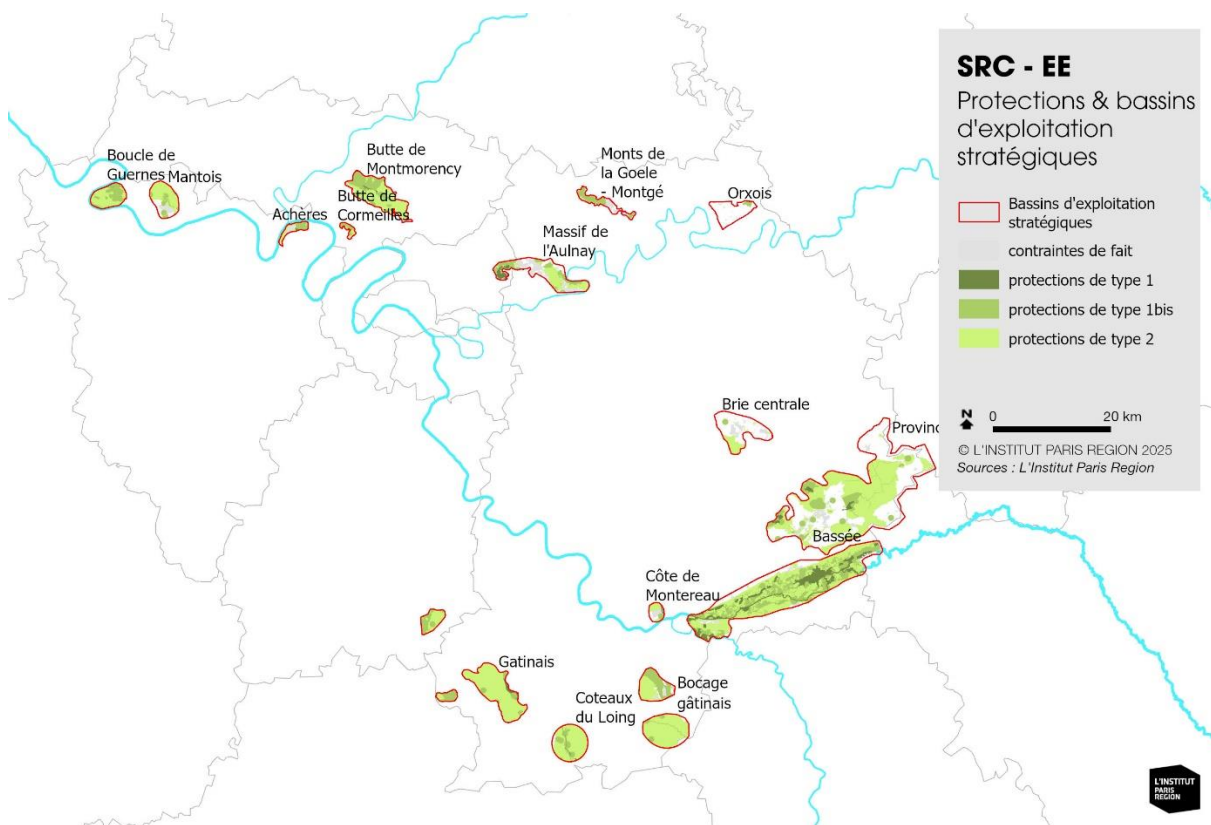 SRC - EE
Protections & bassins
d'exploitation
stratégiques
Bassins d'exploitation
stratégiques
contraintes de fait
protections de type 1
protections de type 1bis
protections de type 2
N
0 20 km
© L'INSTITUT PARIS REGION 2025
Sources : L'Institut Paris Region
Boucle de
Guernes
Mantois
Butte de
Montmorency
Butte de
Cormeilles
Achères
Monts de
la Goele
- Montgé
Orxois
Massif de
l'Aulnay
Brie centrale
Provinc
Bassée
Côte de
Montereau
Gatinais
Bocage
gâtinais
Coteaux
du Loing
L'INSTITUT
PARIS
REGION